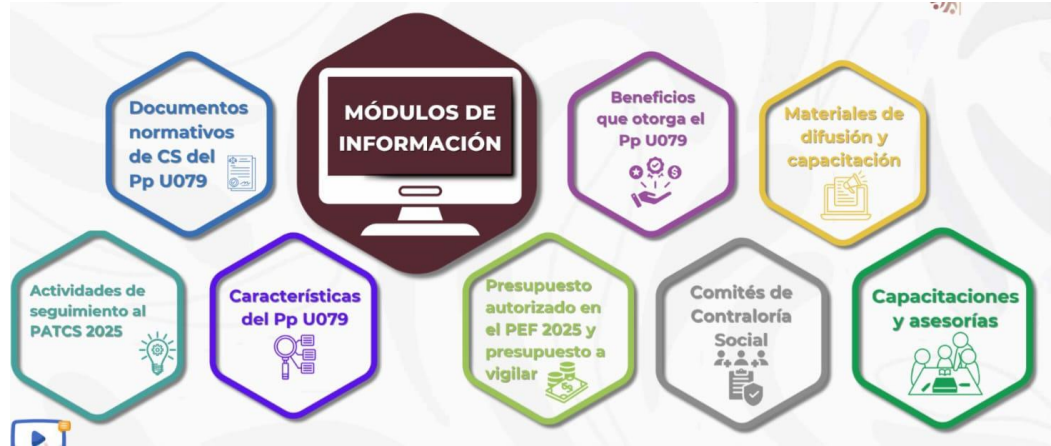 MÓDULOS DE
INFORMACIÓN
Documentos
normativos
de CS del
Pp U079
Beneficios
que otorga el
Pp U079
Materiales de
difusión y
capacitación
Actividades de
seguimiento al
PATCS 2025
Características
del Pp U079
Presupuesto
autorizado en
el PEF 2025 y
presupuesto a
vigilar
Comités de
Contraloría
Social
Capacitaciones
y asesorías